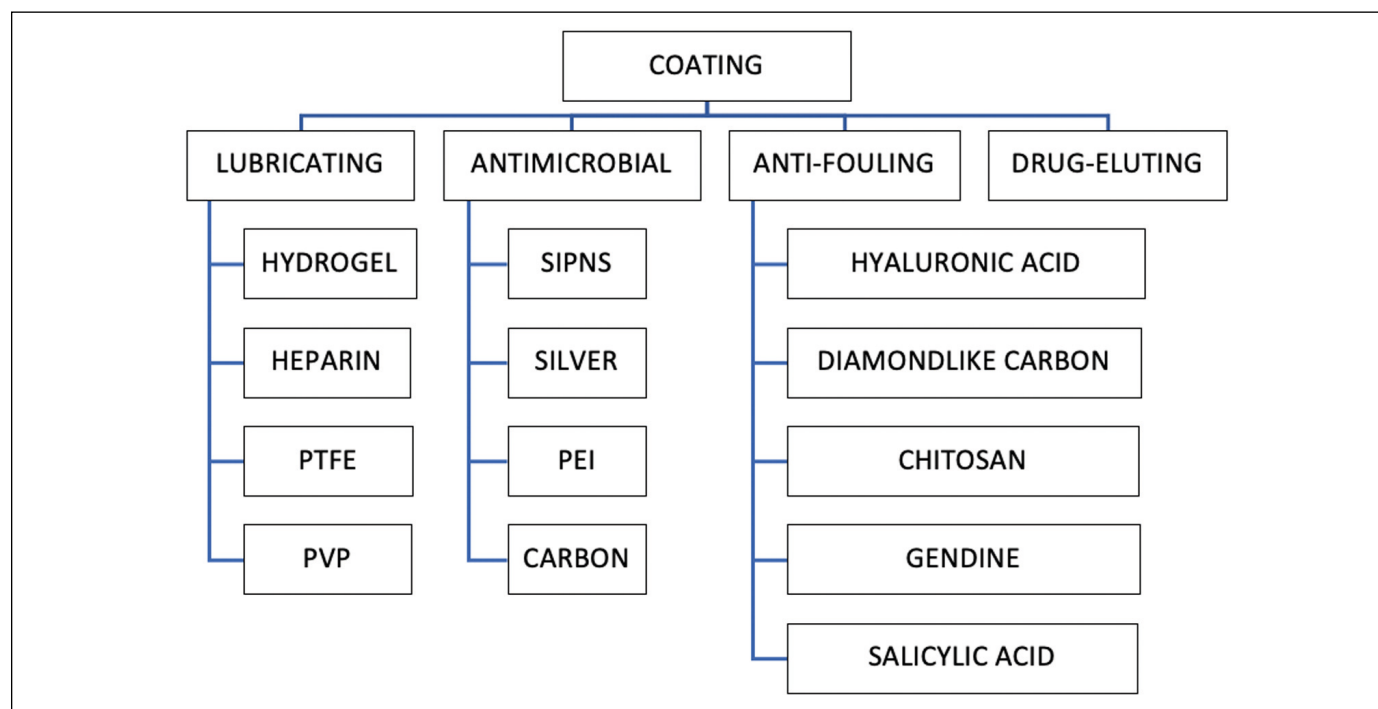 COATING
LUBRICATING
ANTIMICROBIAL
ANTI-FOULING
DRUG-ELUTING
HYDROGEL
SIPNS
HYALURONIC ACID
HEPARIN
SILVER
DIAMONDLIKE CARBON
PTFE
PEI
CHITOSAN
PVP
CARBON
GENDINE
SALICYLIC ACID